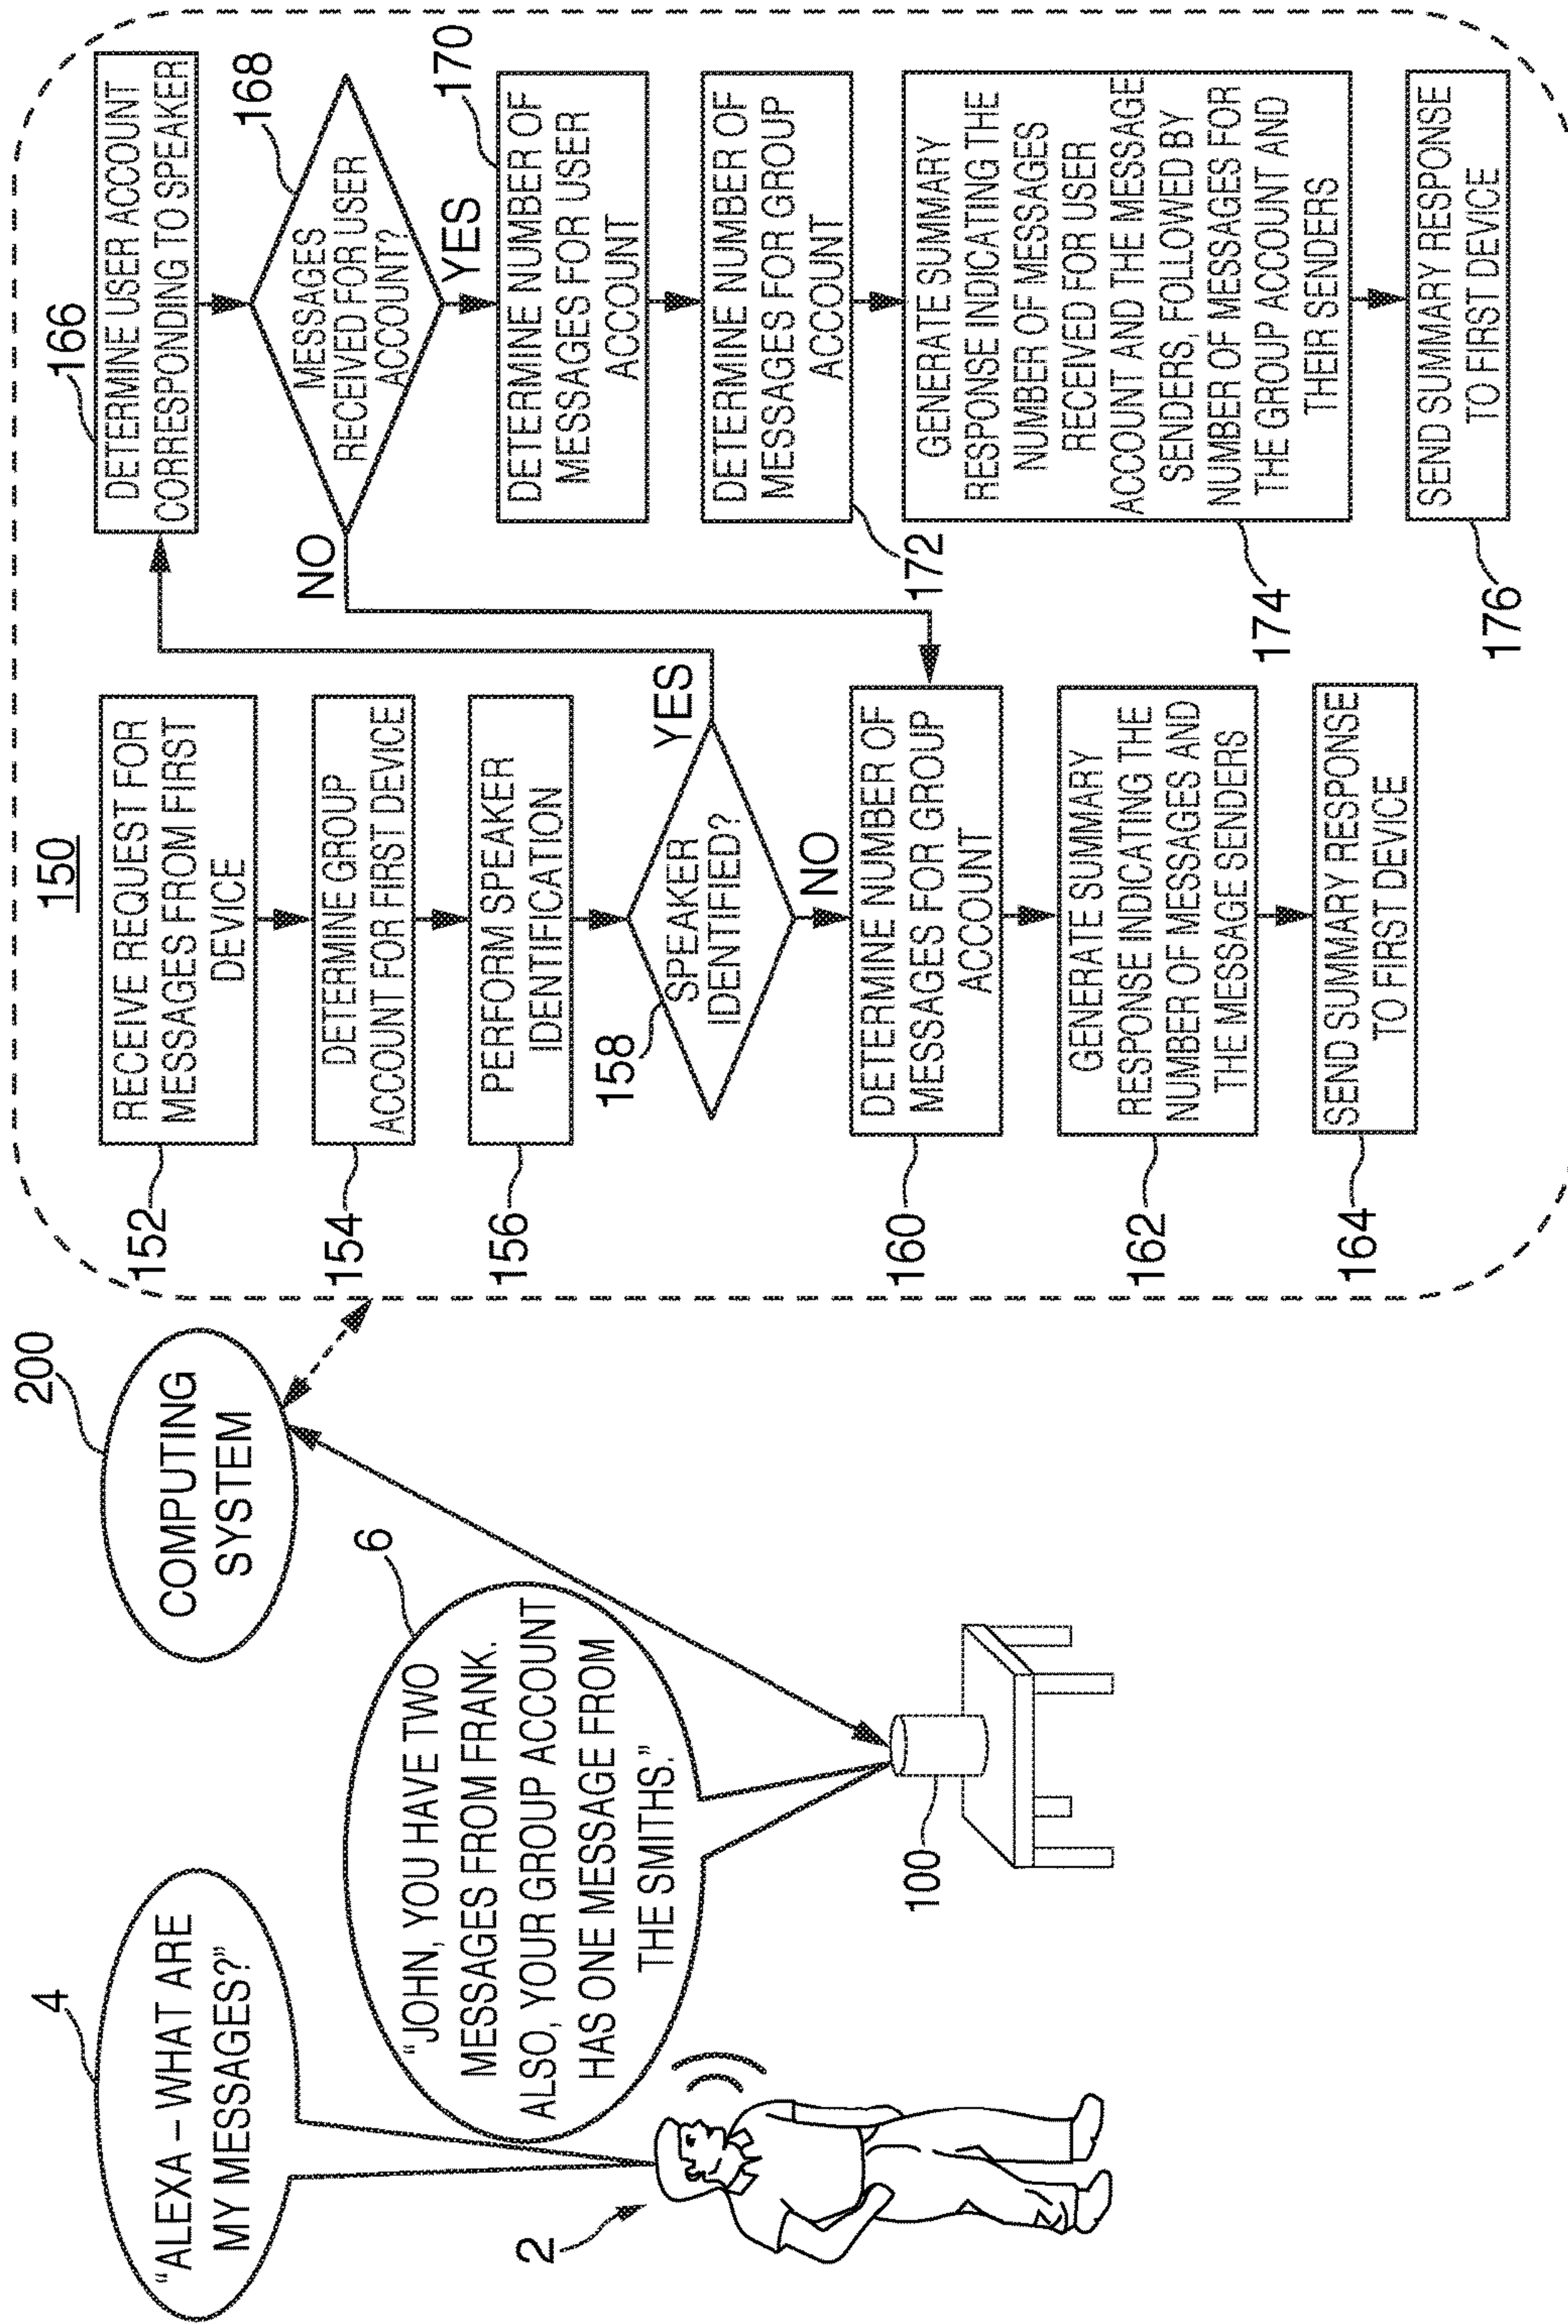 4
"ALEXA – WHAT ARE
MY MESSAGES?"
200
COMPUTING
SYSTEM
6
"JOHN, YOU HAVE TWO
MESSAGES FROM FRANK.
ALSO, YOUR GROUP ACCOUNT
HAS ONE MESSAGE FROM
THE SMITHS."
2
100
150
152
RECEIVE REQUEST FOR
MESSAGES FROM FIRST
DEVICE
154
DETERMINE GROUP
ACCOUNT FOR FIRST DEVICE
156
PERFORM SPEAKER
IDENTIFICATION
158
SPEAKER
IDENTIFIED?
YES
NO
160
DETERMINE NUMBER OF
MESSAGES FOR GROUP
ACCOUNT
162
GENERATE SUMMARY
RESPONSE INDICATING THE
NUMBER OF MESSAGES AND
THE MESSAGE SENDERS
164
SEND SUMMARY RESPONSE
TO FIRST DEVICE
166
DETERMINE USER ACCOUNT
CORRESPONDING TO SPEAKER
168
MESSAGES
RECEIVED FOR USER
ACCOUNT?
NO
YES
170
DETERMINE NUMBER OF
MESSAGES FOR USER
ACCOUNT
172
DETERMINE NUMBER OF
MESSAGES FOR GROUP
ACCOUNT
174
GENERATE SUMMARY
RESPONSE INDICATING THE
NUMBER OF MESSAGES
RECEIVED FOR USER
ACCOUNT AND THE MESSAGE
SENDERS, FOLLOWED BY
NUMBER OF MESSAGES FOR
THE GROUP ACCOUNT AND
THEIR SENDERS
176
SEND SUMMARY RESPONSE
TO FIRST DEVICE